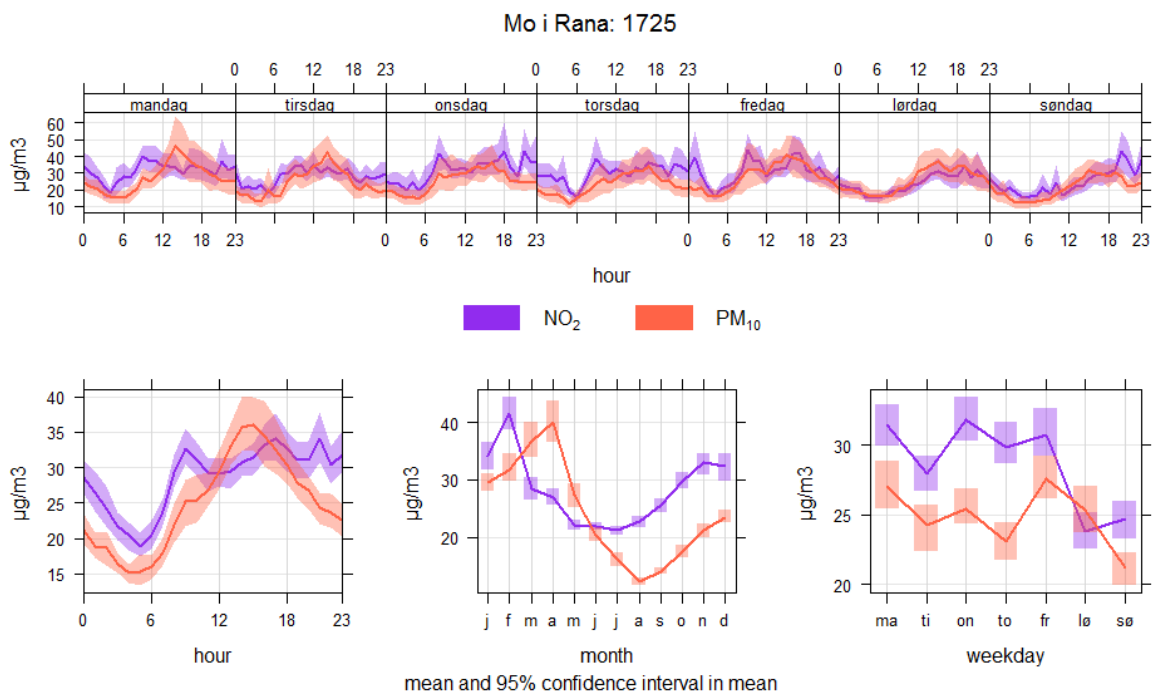 Mo i Rana: 1725
0 6 12 18 23 0 6 12 18 23 0 6 12 18 23
mandag tirsdag onsdag torsdag fredag lørdag søndag
60
50
40
30
20
10
µg/m3
0 6 12 18 23 0 6 12 18 23 0 6 12 18 23 0 6 12 18 23
hour
NO2 PM10
40
35
30
25
20
15
µg/m3
0 6 12 18 23
hour
40
30
20
µg/m3
j f m a m j j a s o n d
month
30
25
20
µg/m3
ma ti on to fr lø sø
weekday
mean and 95% confidence interval in mean